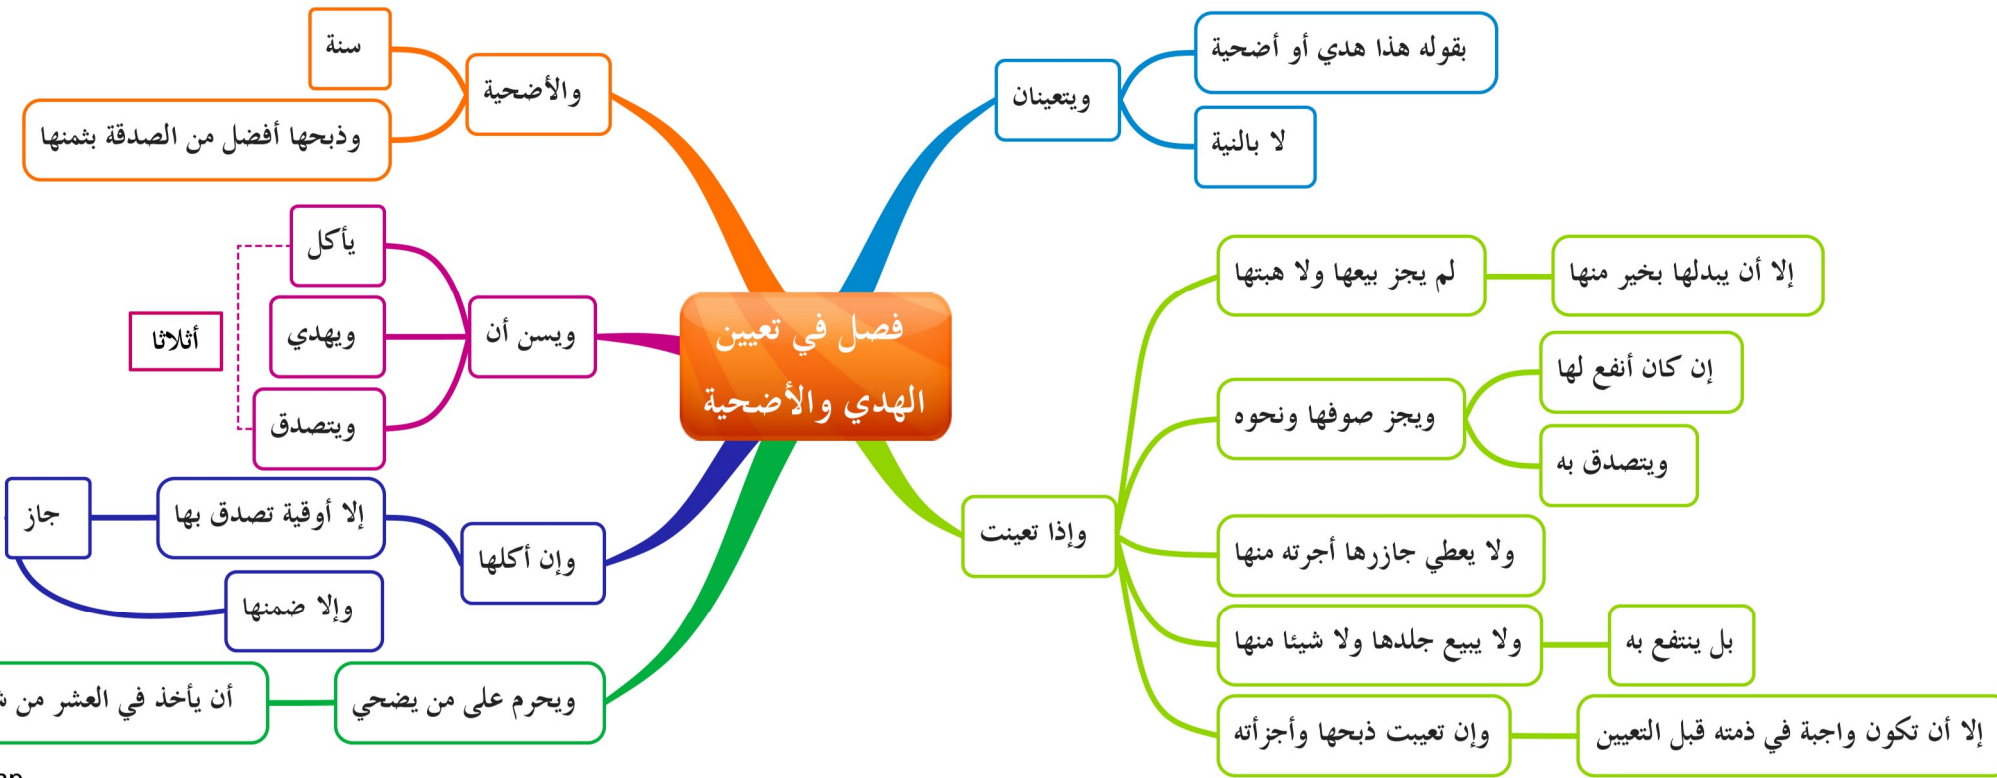 فصل في تعيين
الهدي والأضحية
ويتعينان
بقوله هذا هدي أو أضحية
لا بالنية
وإذا تعينت
لم يجز بيعها ولا هبتها
إلا أن يبدلها بخير منها
ويجز صوفها ونحوه
إن كان أنفع لها
ويتصدق به
ولا يعطي جازرها أجرته منها
ولا يبيع جلدها ولا شيئا منها
بل ينتفع به
وإن تعيبت ذبحها وأجزأته
إلا أن تكون واجبة في ذمته قبل التعيين
والأضحية
سنة
وذبحها أفضل من الصدقة بثمنها
ويسن أن
يأكل
ويهدي
ويتصدق
أثلاثا
وإن أكلها
إلا أوقية تصدق بها
جاز
وإلا ضمنها
ويحرم على من يضحي
أن يأخذ في العشر من